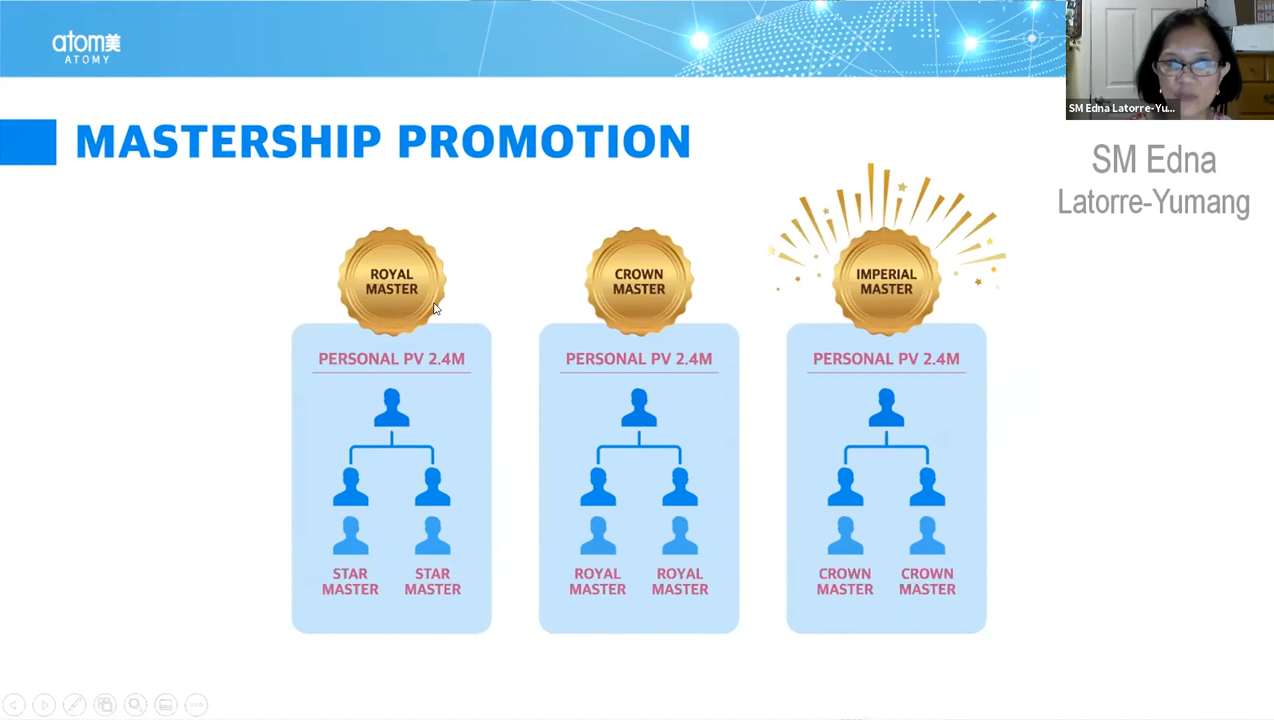 atom美
ATOMY
SM Edna Latorre-Yu...
SM Edna
Latorre-Yumang
MASTERSHIP PROMOTION
ROYAL
MASTER
PERSONAL PV 2.4M
STAR
MASTER
STAR
MASTER
CROWN
MASTER
PERSONAL PV 2.4M
ROYAL
MASTER
ROYAL
MASTER
IMPERIAL
MASTER
PERSONAL PV 2.4M
CROWN
MASTER
CROWN
MASTER